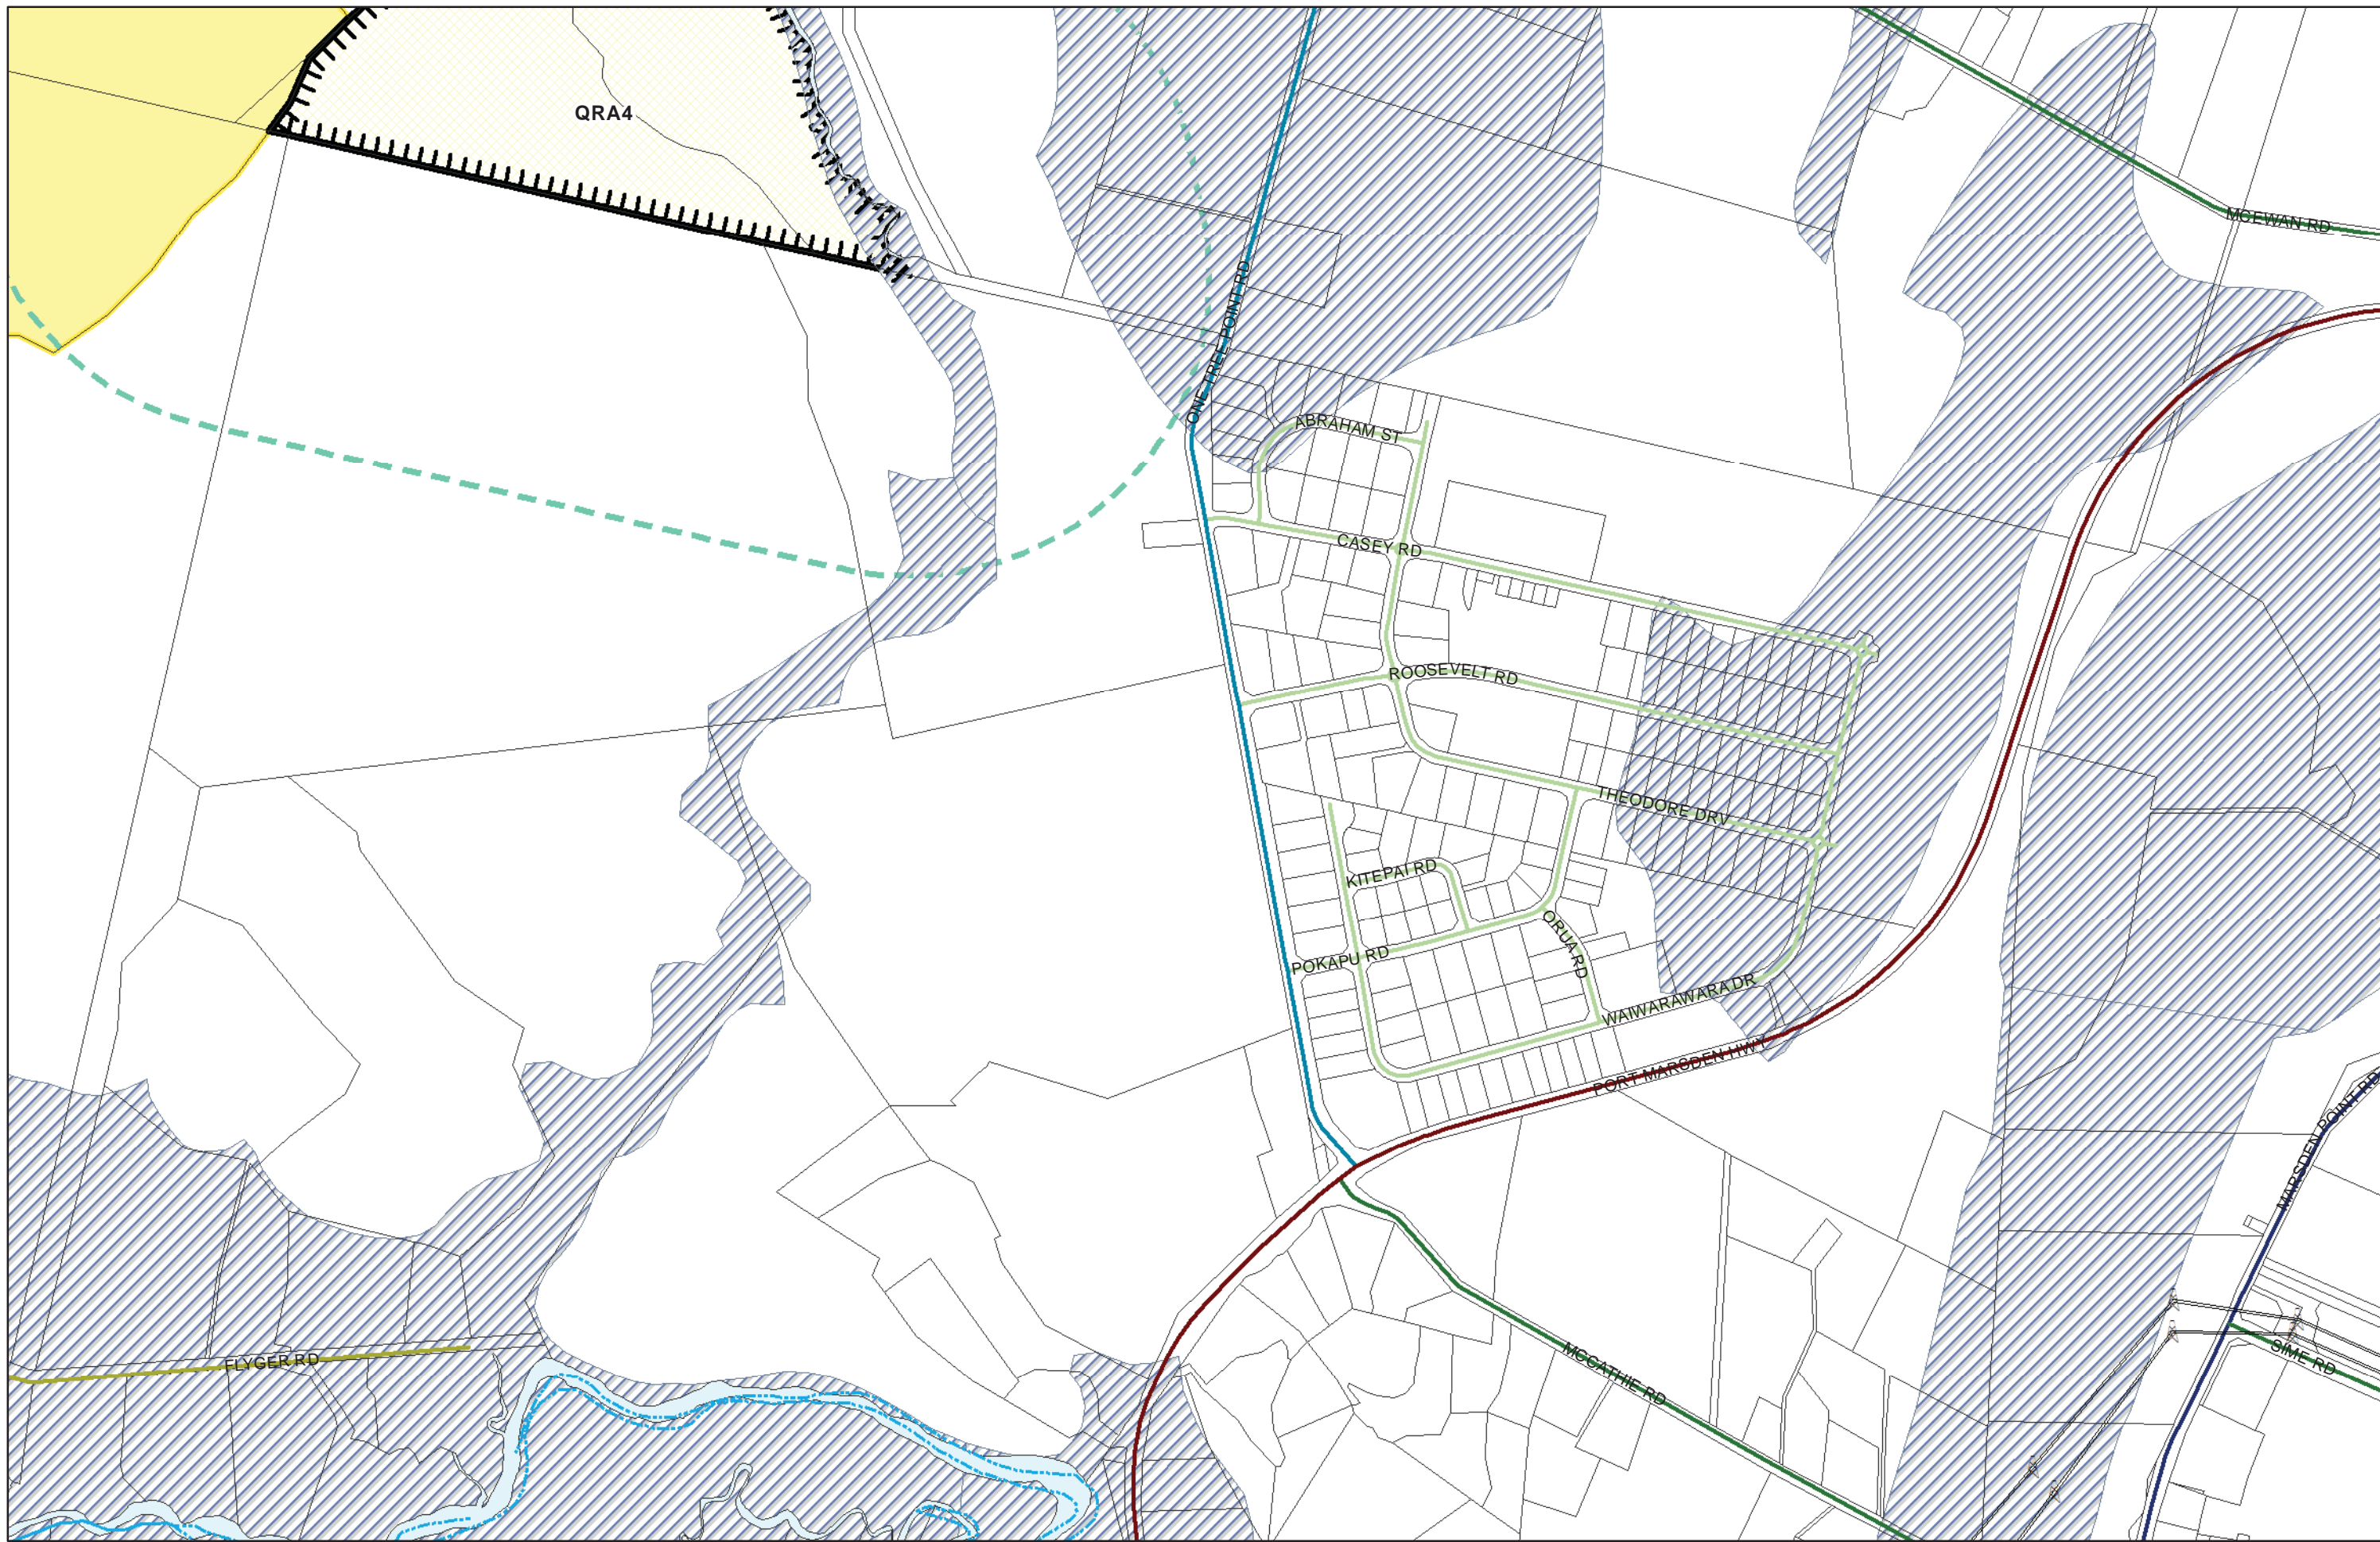 QRA4
MCEWAN RD
ONE TREE POINT RD
ABRAHAM ST
CASEY RD
ROOSEVELT RD
THEODORE DRV
KITEPAI RD
ORUA RD
POKAPU RD
WAIWARAWARA DR
PORT MARSDEN HWY
MARSDEN POINT RD
FLYGER RD
MCCATHIE RD
SIME RD